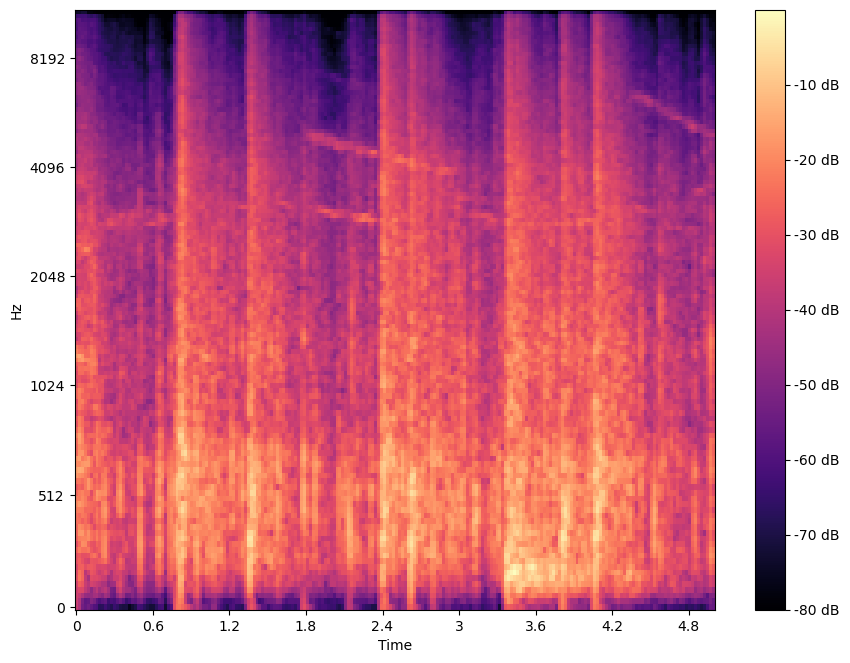 8192
4096
2048
1024
512
0
Hz
0 0.6 1.2 1.8 2.4 3 3.6 4.2 4.8
Time
-10 dB
-20 dB
-30 dB
-40 dB
-50 dB
-60 dB
-70 dB
-80 dB